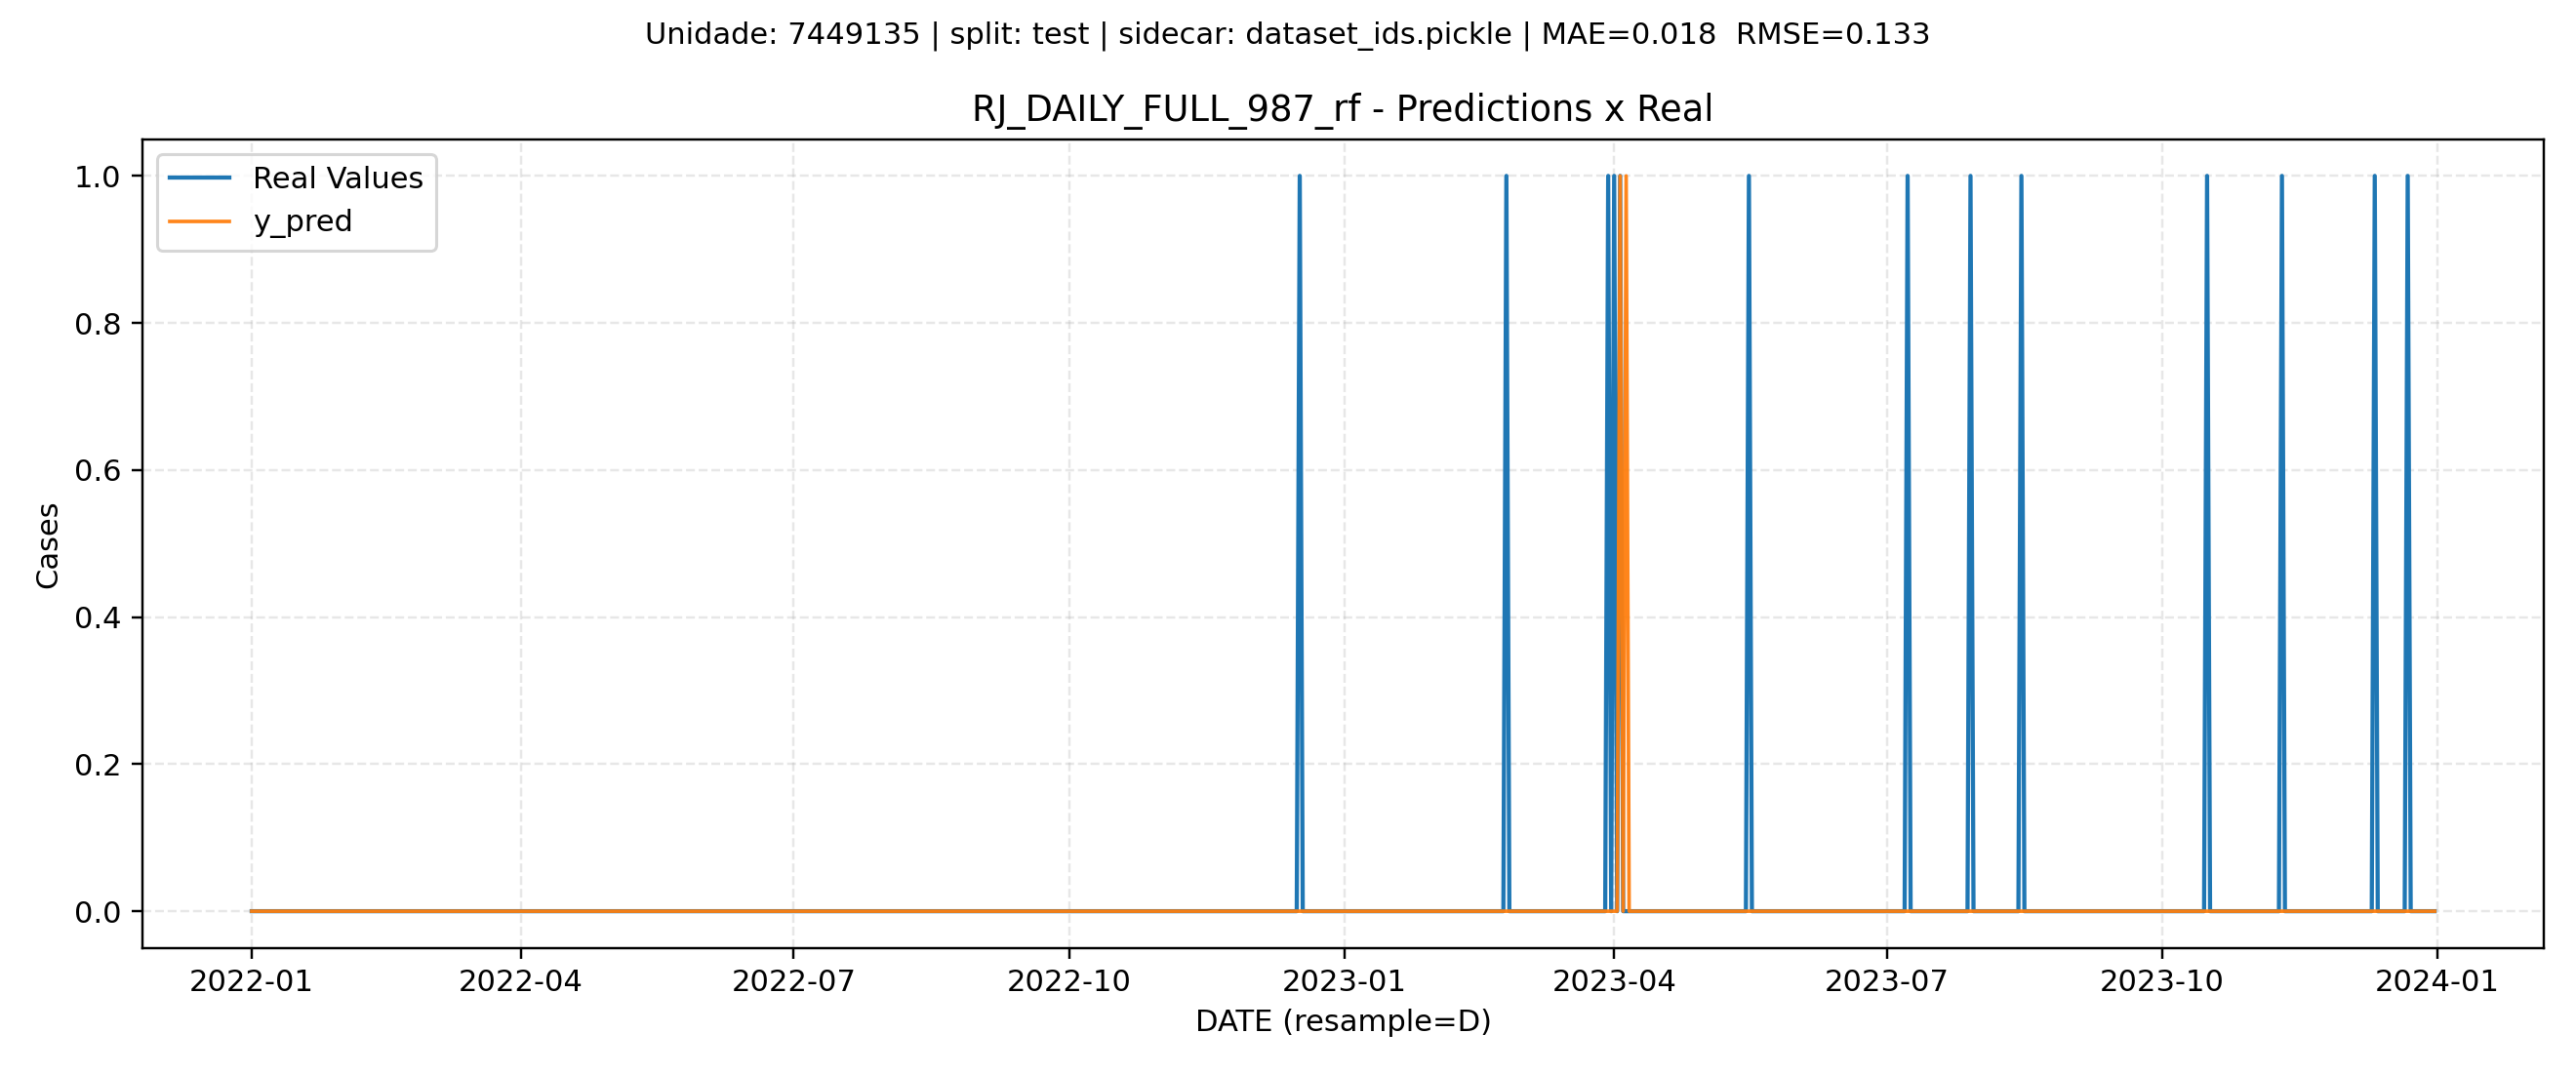 Unidade: 7449135 | split: test | sidecar: dataset_ids.pickle | MAE=0.018  RMSE=0.133
RJ_DAILY_FULL_987_rf - Predictions x Real
Real Values
y_pred
1.0
0.8
0.6
0.4
0.2
0.0
Cases
2022-01 2022-04 2022-07 2022-10 2023-01 2023-04 2023-07 2023-10 2024-01
DATE (resample=D)